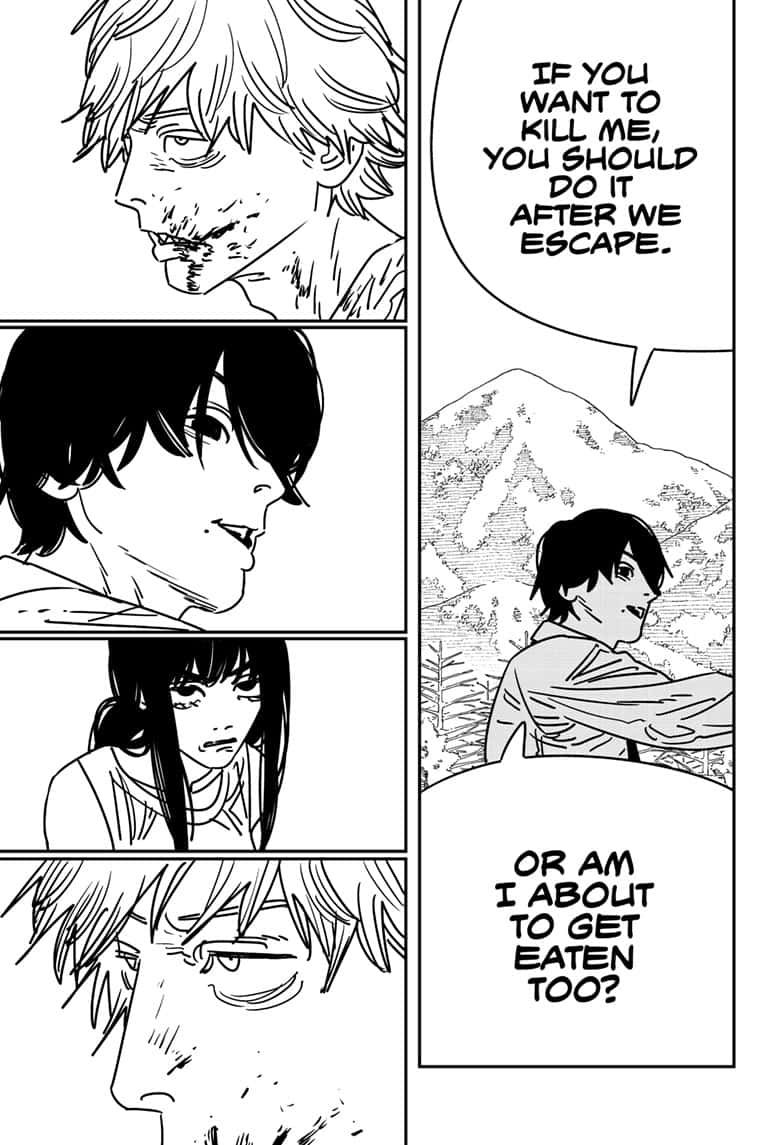 IF YOU
WANT TO
KILL ME,
YOU SHOULD
DO IT
AFTER WE
ESCAPE.
OR AM
I ABOUT
TO GET
EATEN
TOO?